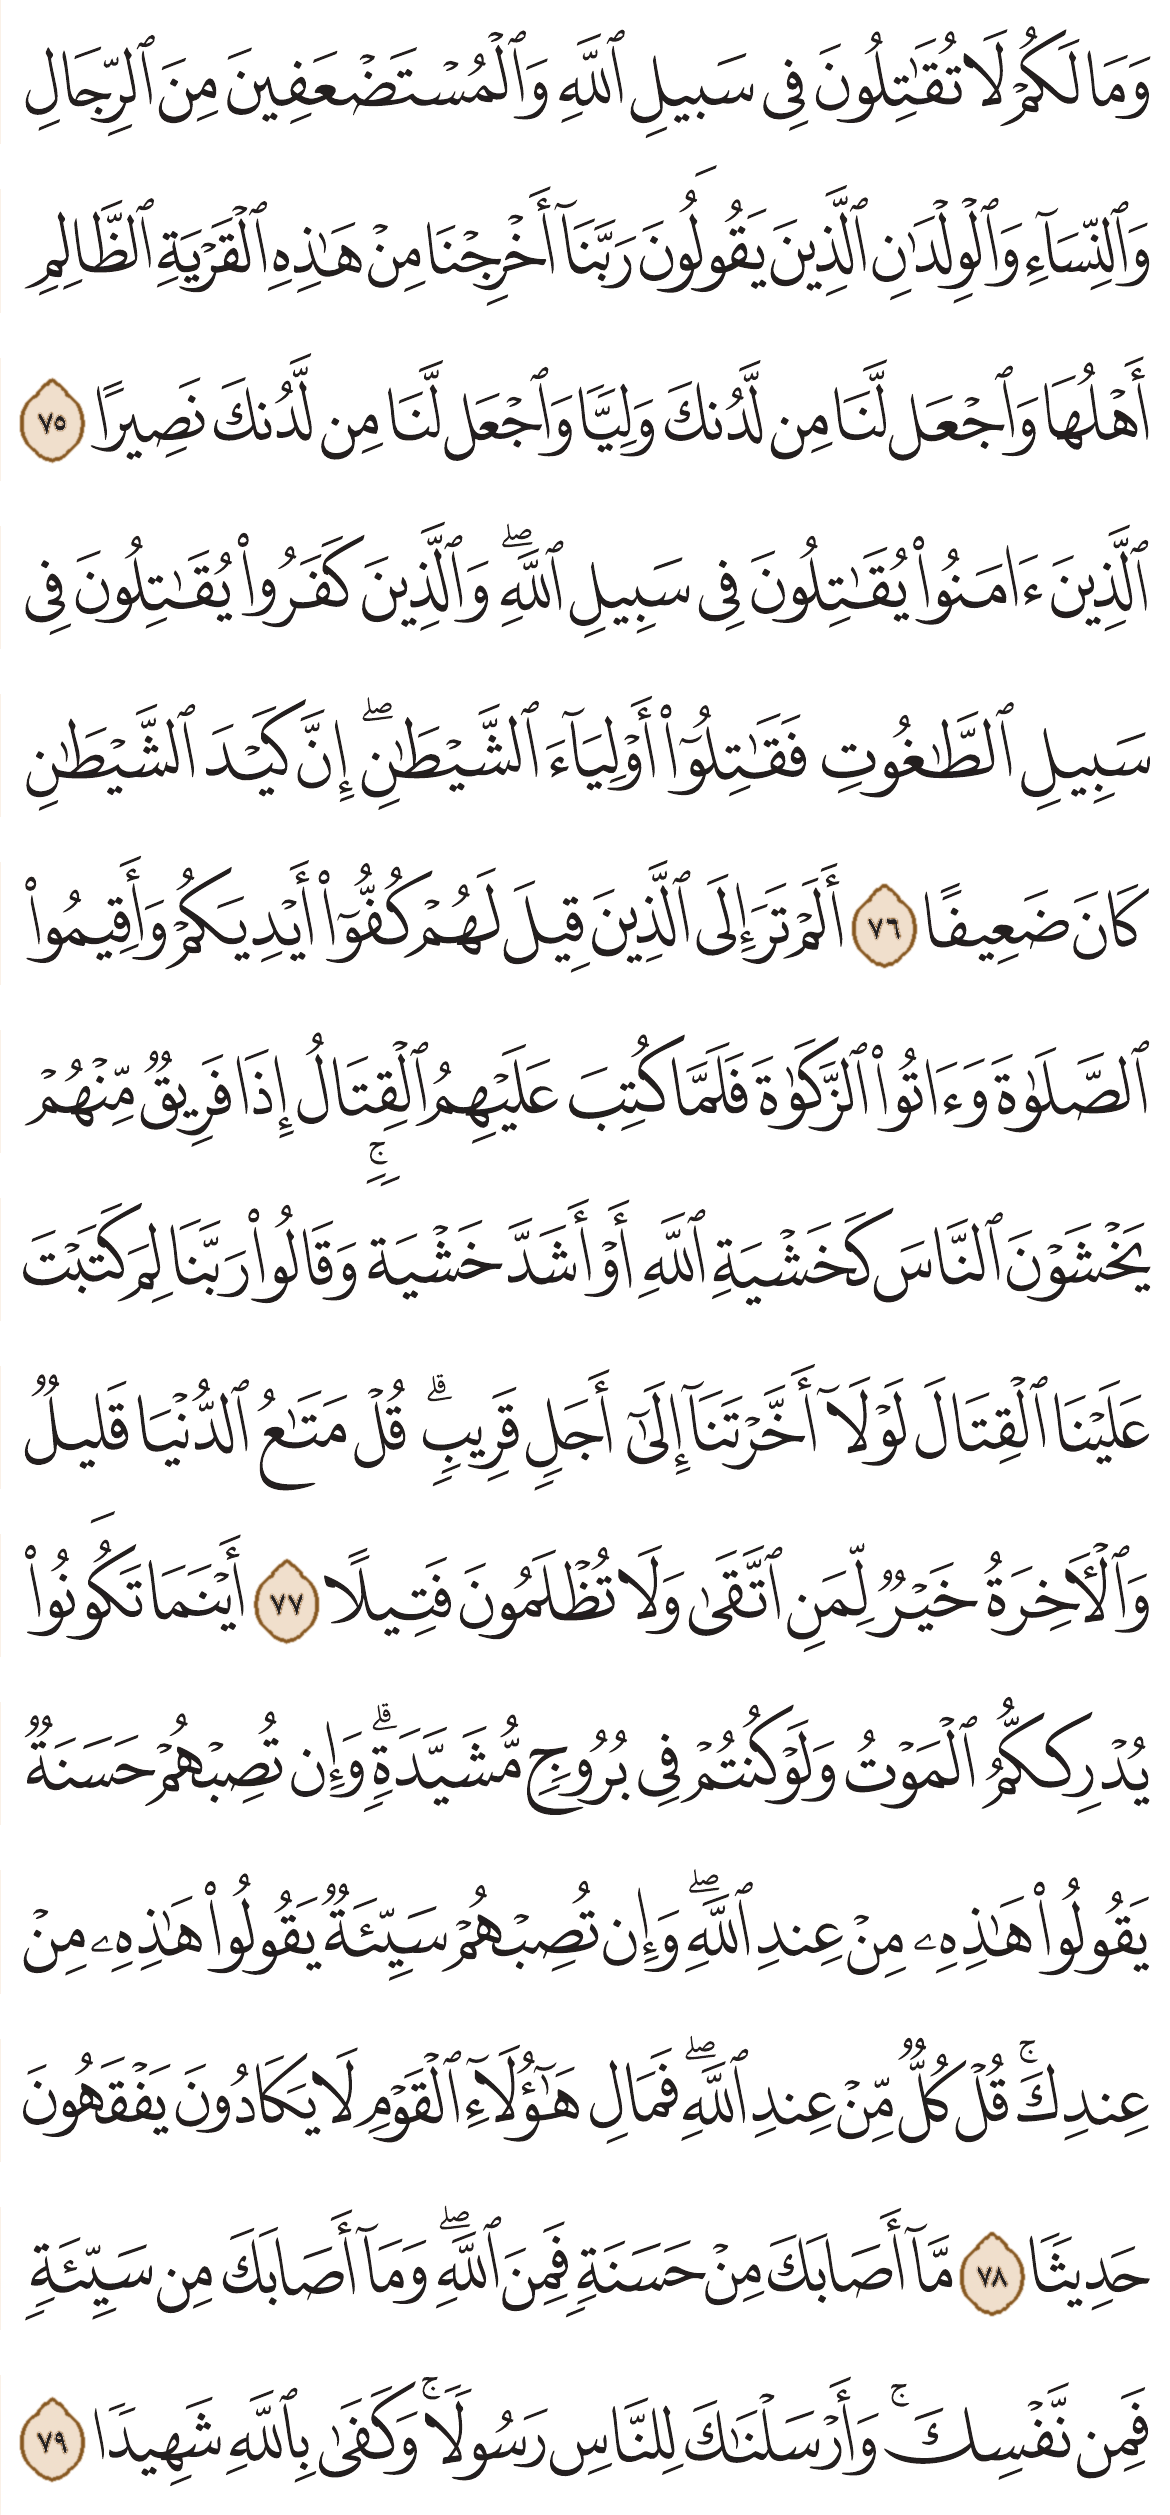 وَمَا لَكُمۡ لَا تُقَٰتِلُونَ فِي سَبِيلِ ٱللَّهِ وَٱلۡمُسۡتَضۡعَفِينَ مِنَ ٱلرِّجَالِ
وَٱلنِّسَآءِ وَٱلۡوِلۡدَٰنِ ٱلَّذِينَ يَقُولُونَ رَبَّنَآ أَخۡرِجۡنَا مِنۡ هَٰذِهِ ٱلۡقَرۡيَةِ ٱلظَّالِمِ
أَهۡلُهَا وَٱجۡعَل لَّنَا مِن لَّدُنكَ وَلِيّٗا وَٱجۡعَل لَّنَا مِن لَّدُنكَ نَصِيرًا ٧٥
ٱلَّذِينَ ءَامَنُواْ يُقَٰتِلُونَ فِي سَبِيلِ ٱللَّهِۖ وَٱلَّذِينَ كَفَرُواْ يُقَٰتِلُونَ فِي
سَبِيلِ ٱلطَّٰغُوتِ فَقَٰتِلُوٓاْ أَوۡلِيَآءَ ٱلشَّيۡطَٰنِۖ إِنَّ كَيۡدَ ٱلشَّيۡطَٰنِ
كَانَ ضَعِيفًا ٧٦ أَلَمۡ تَرَ إِلَى ٱلَّذِينَ قِيلَ لَهُمۡ كُفُّوٓاْ أَيۡدِيَكُمۡ وَأَقِيمُواْ
ٱلصَّلَوٰةَ وَءَاتُواْ ٱلزَّكَوٰةَ فَلَمَّا كُتِبَ عَلَيۡهِمُ ٱلۡقِتَالُ إِذَا فَرِيقٞ مِّنۡهُمۡ
يَخۡشَوۡنَ ٱلنَّاسَ كَخَشۡيَةِ ٱللَّهِ أَوۡ أَشَدَّ خَشۡيَةٗۚ وَقَالُواْ رَبَّنَا لِمَ كَتَبۡتَ
عَلَيۡنَا ٱلۡقِتَالَ لَوۡلَآ أَخَّرۡتَنَآ إِلَىٰٓ أَجَلٖ قَرِيبٖۗ قُلۡ مَتَٰعُ ٱلدُّنۡيَا قَلِيلٞ
وَٱلۡأٓخِرَةُ خَيۡرٞ لِّمَنِ ٱتَّقَىٰ وَلَا تُظۡلَمُونَ فَتِيلًا ٧٧ أَيۡنَمَا تَكُونُواْ
يُدۡرِككُّمُ ٱلۡمَوۡتُ وَلَوۡ كُنتُمۡ فِي بُرُوجٖ مُّشَيَّدَةٖۗ وَإِن تُصِبۡهُمۡ حَسَنَةٞ
يَقُولُواْ هَٰذِهِۦ مِنۡ عِندِ ٱللَّهِۖ وَإِن تُصِبۡهُمۡ سَيِّئَةٞ يَقُولُواْ هَٰذِهِۦ مِنۡ
عِندِكَۚ قُلۡ كُلّٞ مِّنۡ عِندِ ٱللَّهِۖ فَمَالِ هَٰٓؤُلَآءِ ٱلۡقَوۡمِ لَا يَكَادُونَ يَفۡقَهُونَ
حَدِيثٗا ٧٨ مَّآ أَصَابَكَ مِنۡ حَسَنَةٖ فَمِنَ ٱللَّهِۖ وَمَآ أَصَابَكَ مِن سَيِّئَةٖ
فَمِن نَّفۡسِكَۚ وَأَرۡسَلۡنَٰكَ لِلنَّاسِ رَسُولٗاۚ وَكَفَىٰ بِٱللَّهِ شَهِيدٗا ٧٩